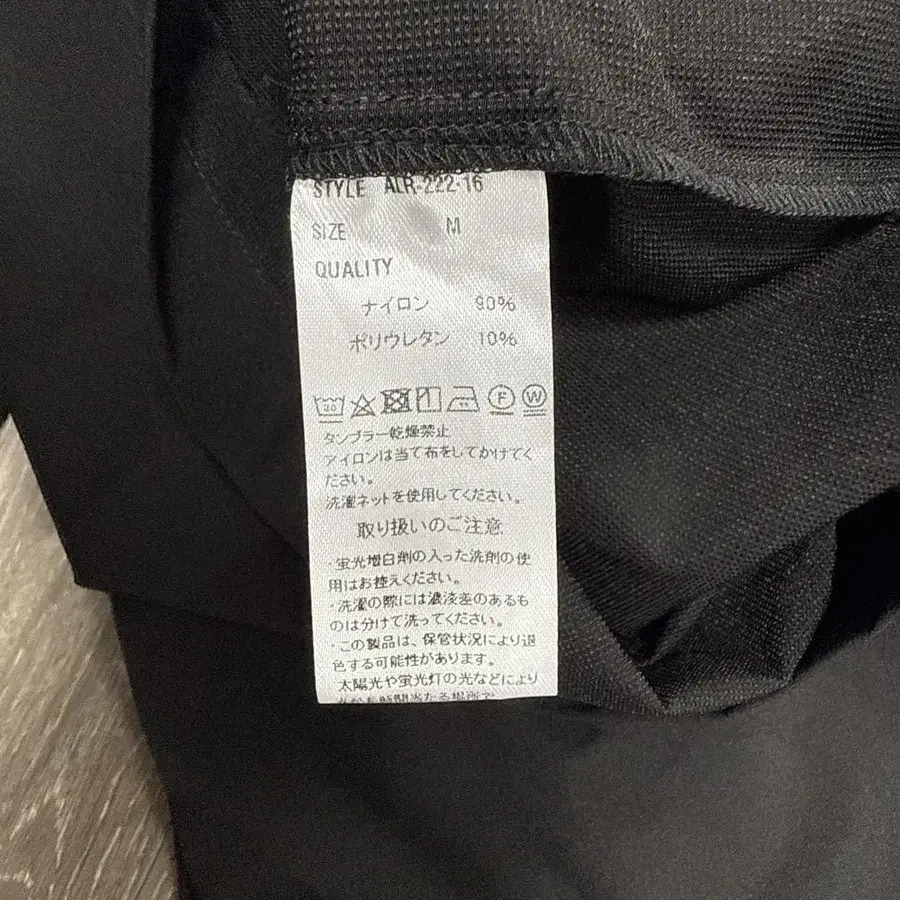 STYLE ALR-222-16
SIZE M
QUALITY
ナイロン 90%
ポリウレタン 10%
30 F W
タンブラー乾燥禁止
アイロンは当て布をしてかけてく
ださい。
洗濯ネットを使用してください。
取り扱いのご注意
・蛍光増白剤の入った洗剤の使
用はお控えください。
・洗濯の際には濃淡差のあるも
のは分けて洗ってください。
・この製品は、保管状況により退
色する可能性があります。
太陽光や蛍光灯の光などにより